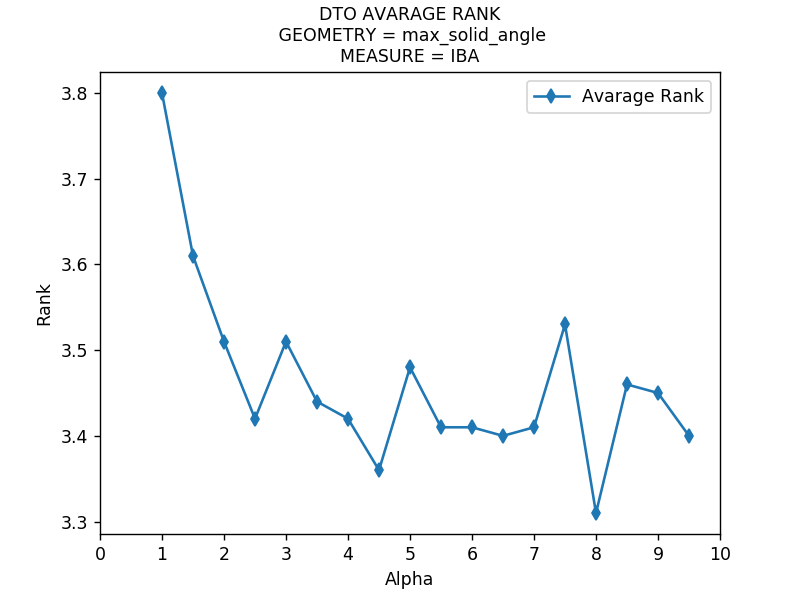 DTO AVARAGE RANK
GEOMETRY = max_solid_angle
MEASURE = IBA
Avarage Rank
3.8
3.7
3.6
3.5
3.4
3.3
Rank
0 1 2 3 4 5 6 7 8 9 10
Alpha